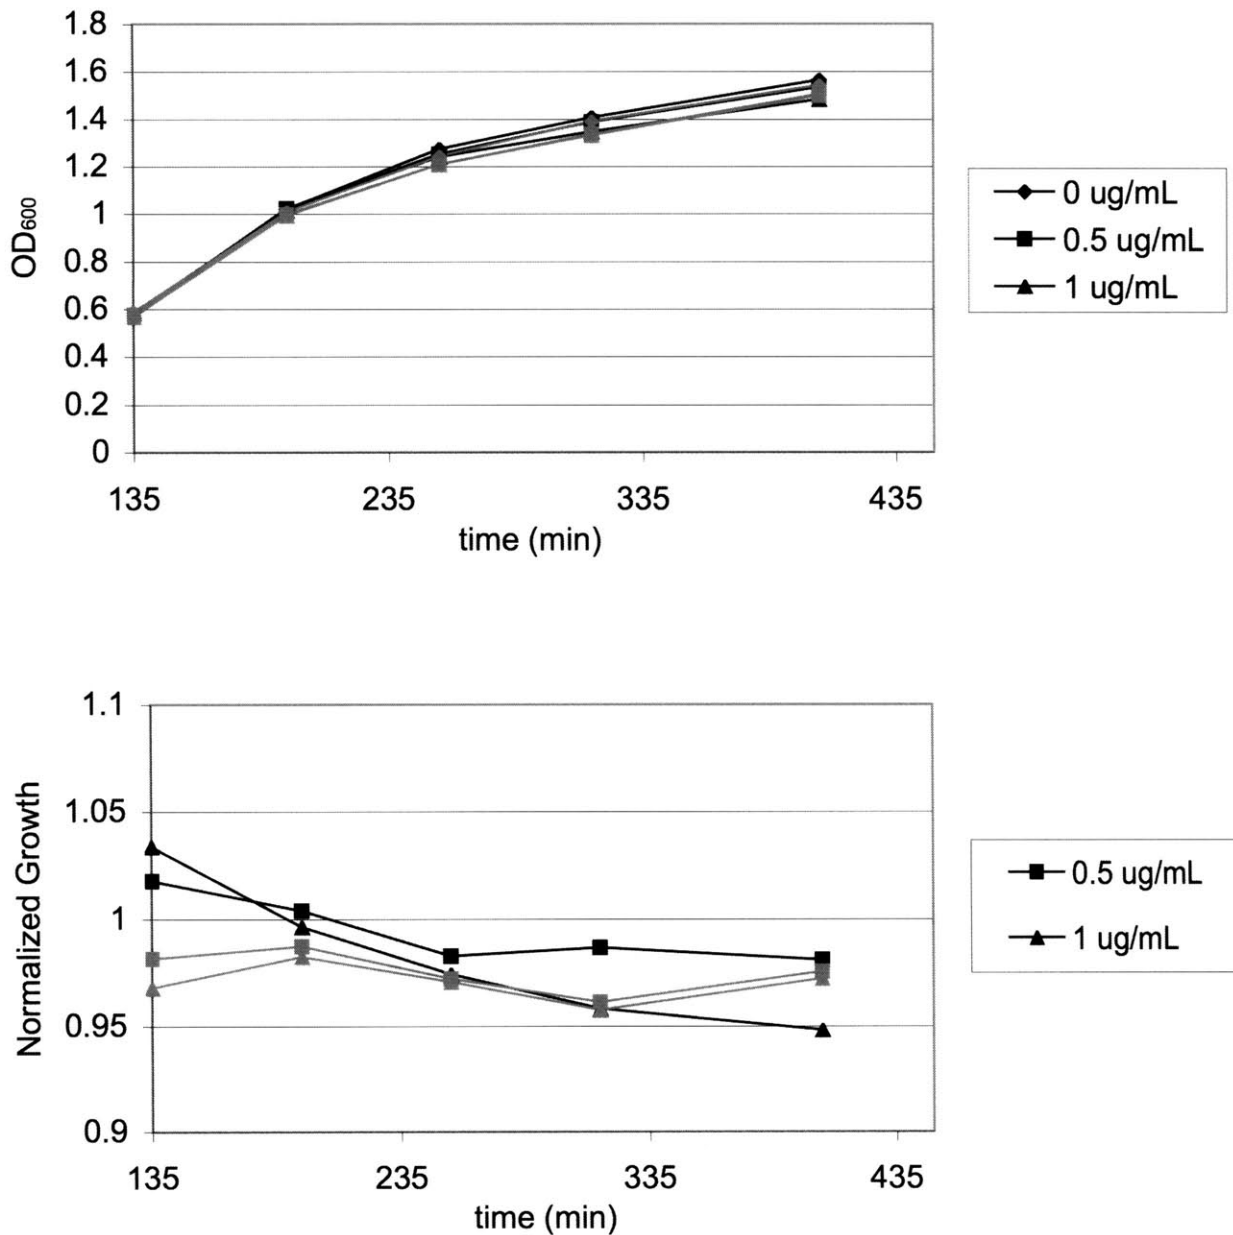 1.8
1.6
1.4
1.2
1
0.8
0.6
0.4
0.2
0
OD600
135 235 335 435
time (min)
0 ug/mL
0.5 ug/mL
1 ug/mL
1.1
1.05
1
0.95
0.9
Normalized Growth
135 235 335 435
time (min)
0.5 ug/mL
1 ug/mL